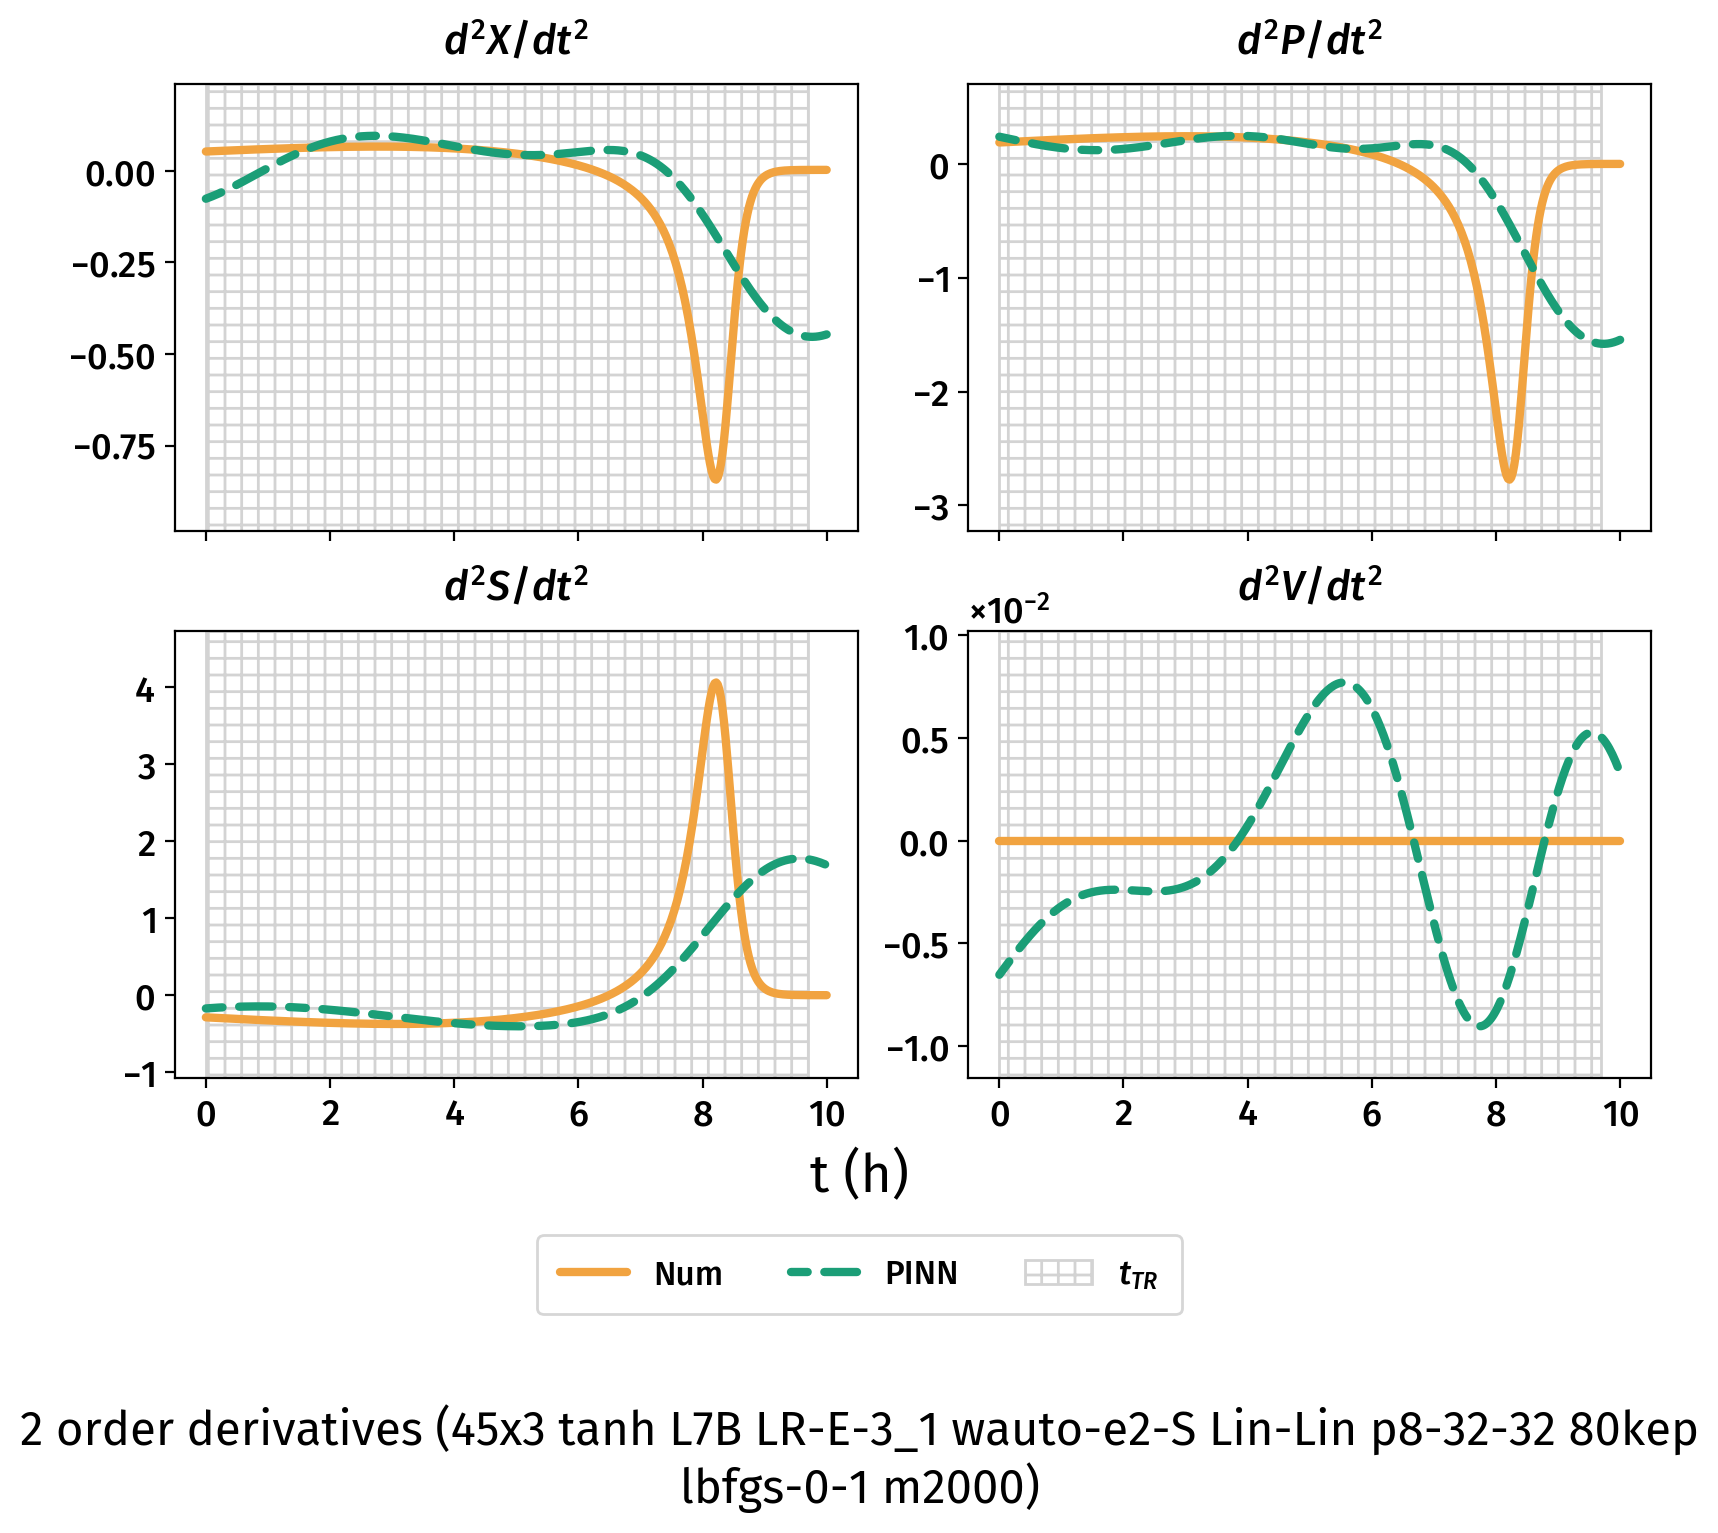 d²X/dt²
d²P/dt²
0.00
−0.25
−0.50
−0.75
0
−1
−2
−3
d²S/dt²
d²V/dt²
×10⁻²
4
3
2
1
0
−1
1.0
0.5
0.0
−0.5
−1.0
0 2 4 6 8 10
0 2 4 6 8 10
t (h)
Num PINN t_TR
2 order derivatives (45x3 tanh L7B LR-E-3_1 wauto-e2-S Lin-Lin p8-32-32 80kep
lbfgs-0-1 m2000)